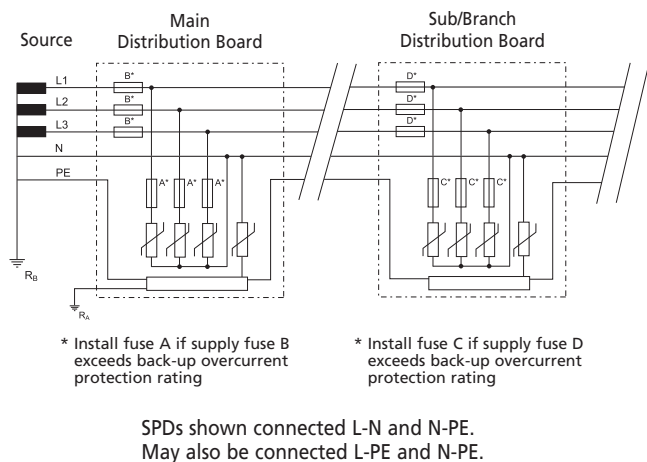 Source
Main
Distribution Board
Sub/Branch
Distribution Board
L1
B*
D*
L2
B*
D*
L3
B*
D*
N
PE
A* A* A*
C* C* C*
RB
RA
* Install fuse A if supply fuse B
exceeds back-up overcurrent
protection rating
* Install fuse C if supply fuse D
exceeds back-up overcurrent
protection rating
SPDs shown connected L-N and N-PE.
May also be connected L-PE and N-PE.